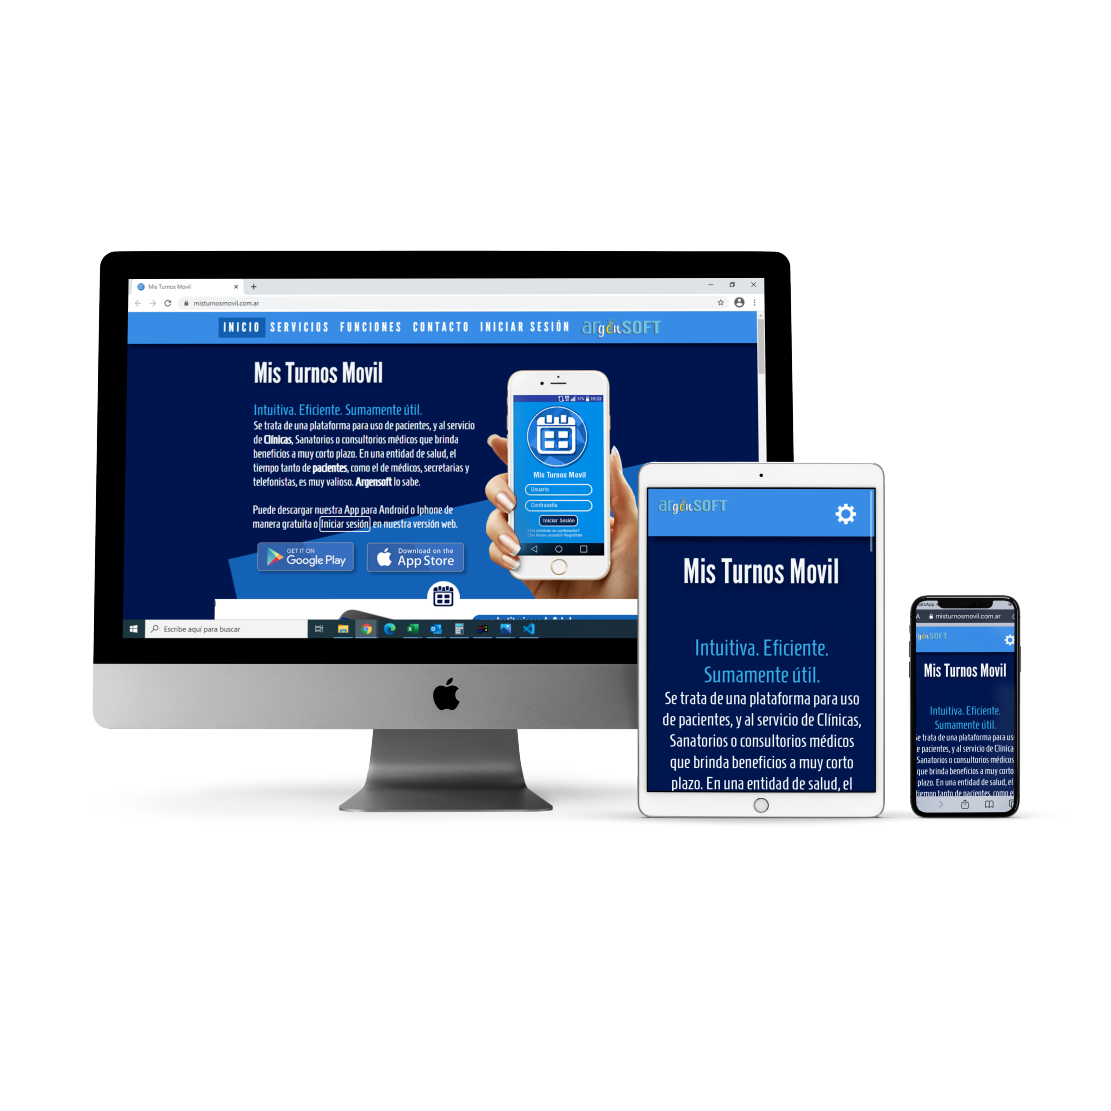 Mis Turnos Movil
misturnosmovil.com.ar
INICIO SERVICIOS FUNCIONES CONTACTO INICIAR SESIÓN argenSOFT
Mis Turnos Movil
Intuitiva. Eficiente. Sumamente útil.
Se trata de una plataforma para uso de pacientes, y al servicio
de Clínicas, Sanatorios o consultorios médicos que brinda
beneficios a muy corto plazo. En una entidad de salud, el
tiempo tanto de pacientes, como el de médicos, secretarias y
telefonistas, es muy valioso. Argensoft lo sabe.
Puede descargar nuestra App para Android o Iphone de
manera gratuita o Iniciar sesión en nuestra versión web.
GET IT ON
Google Play
Download on the
App Store
17% 19:33
Mis Turnos Movil
Usuario
Contraseña
Iniciar Sesión
Escribe aquí para buscar
argenSOFT
Mis Turnos Movil
Intuitiva. Eficiente.
Sumamente útil.
Se trata de una plataforma para uso
de pacientes, y al servicio de Clínicas,
Sanatorios o consultorios médicos
que brinda beneficios a muy corto
plazo. En una entidad de salud, el
misturnosmovil.com.ar
genSOFT
Mis Turnos Movil
Intuitiva. Eficiente.
Sumamente útil.
e trata de una plataforma para us
e pacientes, y al servicio de Clínica
Sanatorios o consultorios médicos
que brinda beneficios a muy corto
plazo. En una entidad de salud, el
tiempo tanto de pacientes, como e